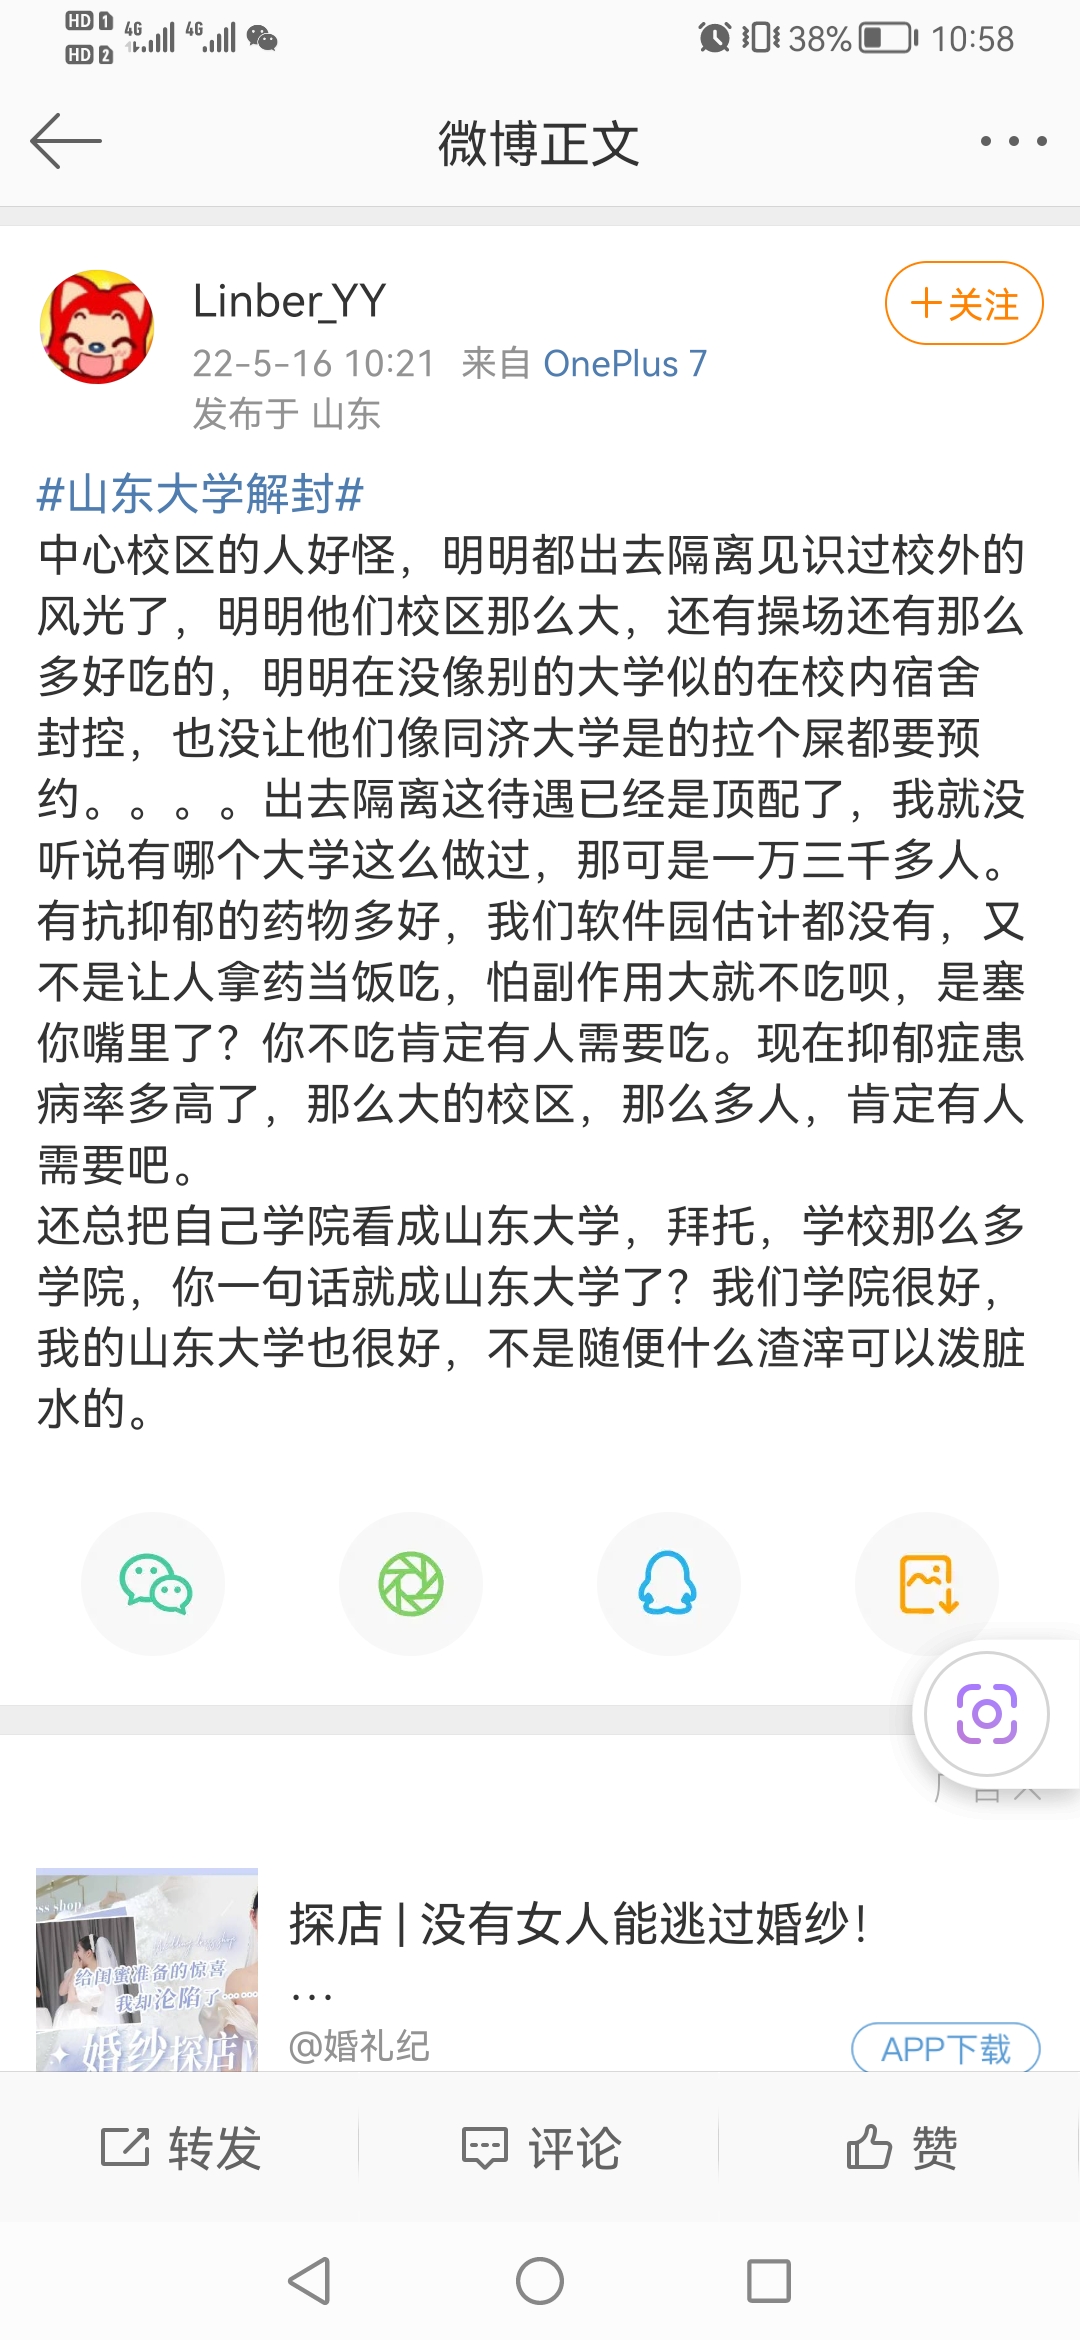 HD 1 4G 4G 38% 10:58
HD 2
微博正文
Linber_YY
+关注
22-5-16 10:21 来自 OnePlus 7
发布于 山东
#山东大学解封#
中心校区的人好怪，明明都出去隔离见识过校外的
风光了，明明他们校区那么大，还有操场还有那么
多好吃的，明明在没像别的大学似的在校内宿舍
封控，也没让他们像同济大学是的拉个屎都要预
约。。。。出去隔离这待遇已经是顶配了，我就没
听说有哪个大学这么做过，那可是一万三千多人。
有抗抑郁的药物多好，我们软件园估计都没有，又
不是让人拿药当饭吃，怕副作用大就不吃呗，是塞
你嘴里了？你不吃肯定有人需要吃。现在抑郁症患
病率多高了，那么大的校区，那么多人，肯定有人
需要吧。
还总把自己学院看成山东大学，拜托，学校那么多
学院，你一句话就成山东大学了？我们学院很好，
我的山东大学也很好，不是随便什么渣滓可以泼脏
水的。
探店 | 没有女人能逃过婚纱！
...
@婚礼纪
APP下载
ss shop
给闺蜜准备的惊喜
我却沦陷了......
婚纱探店
转发 评论 赞